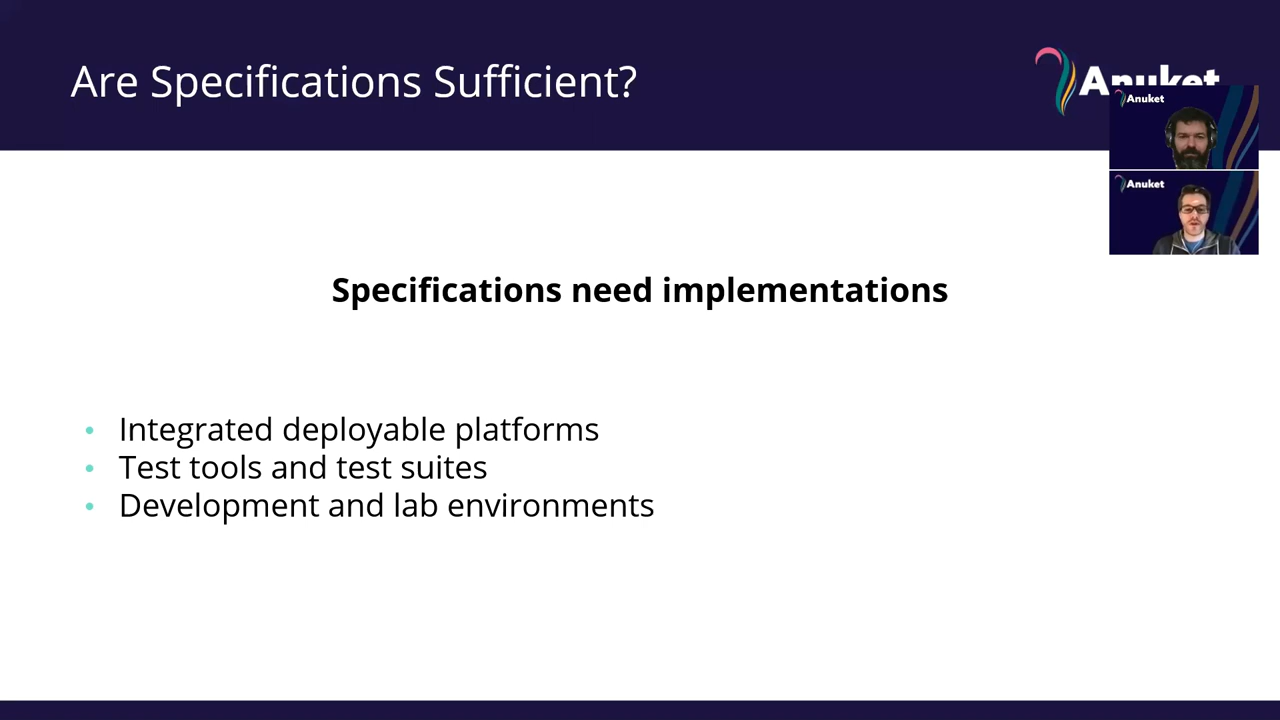 Are Specifications Sufficient?
Anuket
Anuket
Anuket
Specifications need implementations
• Integrated deployable platforms
• Test tools and test suites
• Development and lab environments